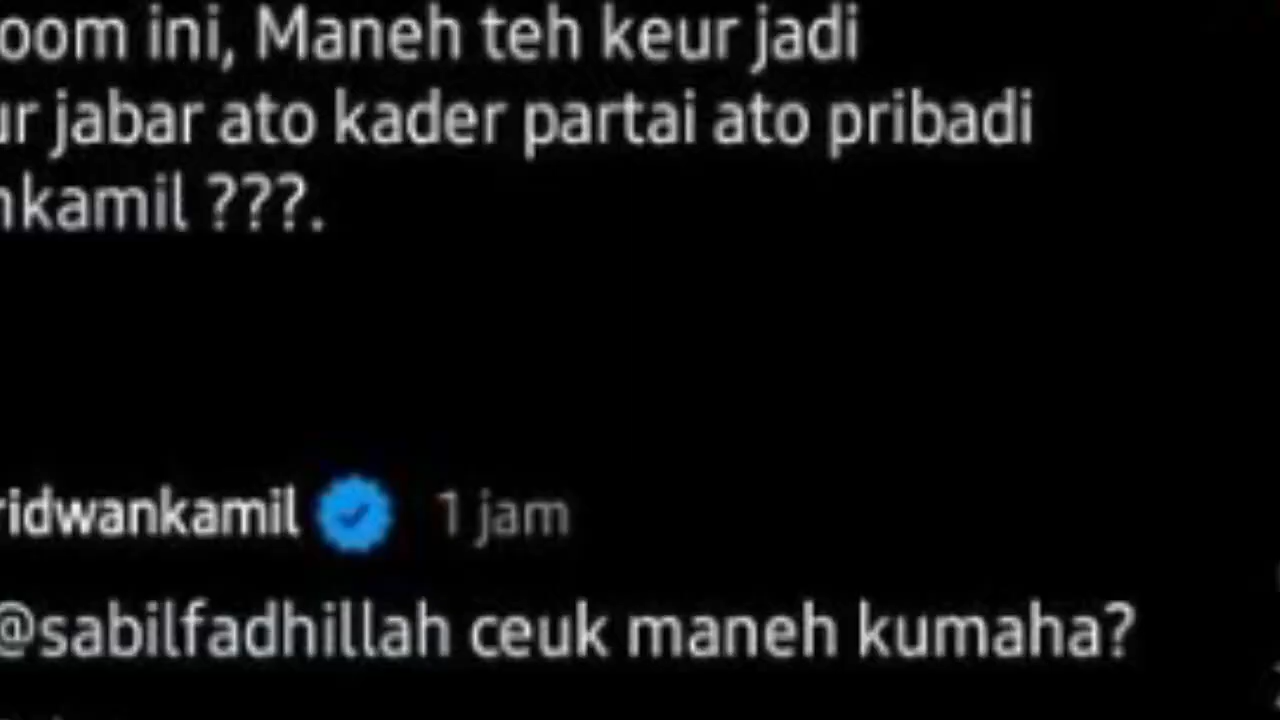 oom ini, Maneh teh keur jadi
ur jabar ato kader partai ato pribadi
nkamil ???.
ridwankamil 1 jam
@sabilfadhillah ceuk maneh kumaha?